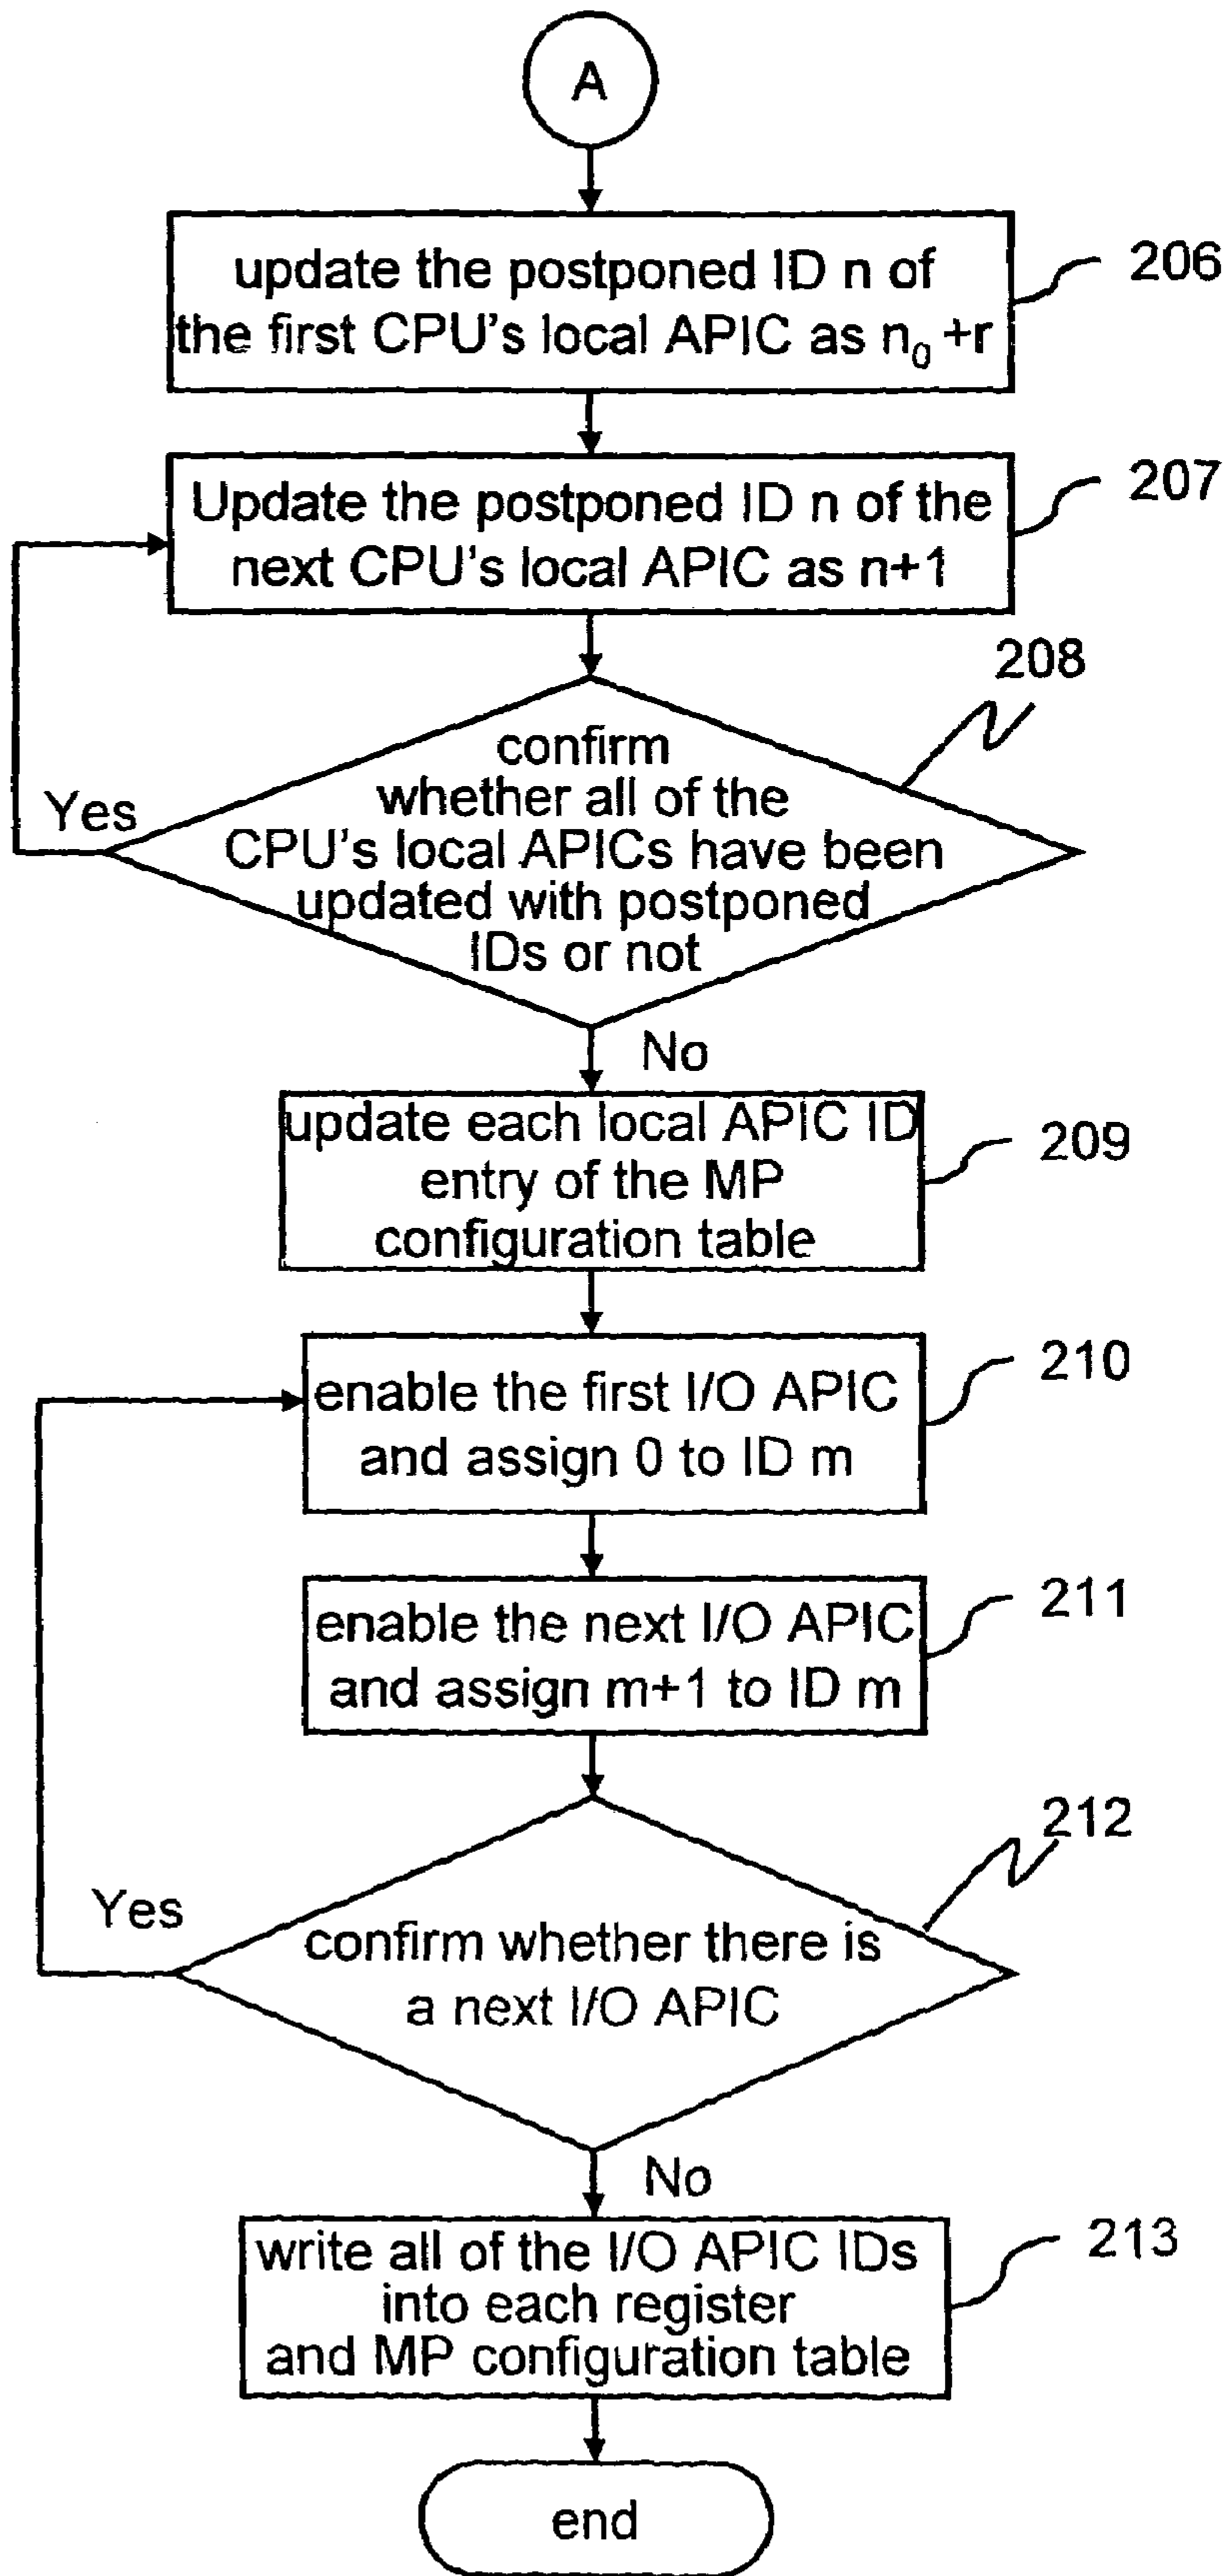 A
update the postponed ID n of
the first CPU's local APIC as n₀ +r
206
Update the postponed ID n of the
next CPU's local APIC as n+1
207
208
confirm
whether all of the
CPU's local APICs have been
updated with postponed
IDs or not
Yes
No
update each local APIC ID
entry of the MP
configuration table
209
enable the first I/O APIC
and assign 0 to ID m
210
enable the next I/O APIC
and assign m+1 to ID m
211
212
confirm whether there is
a next I/O APIC
Yes
No
write all of the I/O APIC IDs
into each register
and MP configuration table
213
end